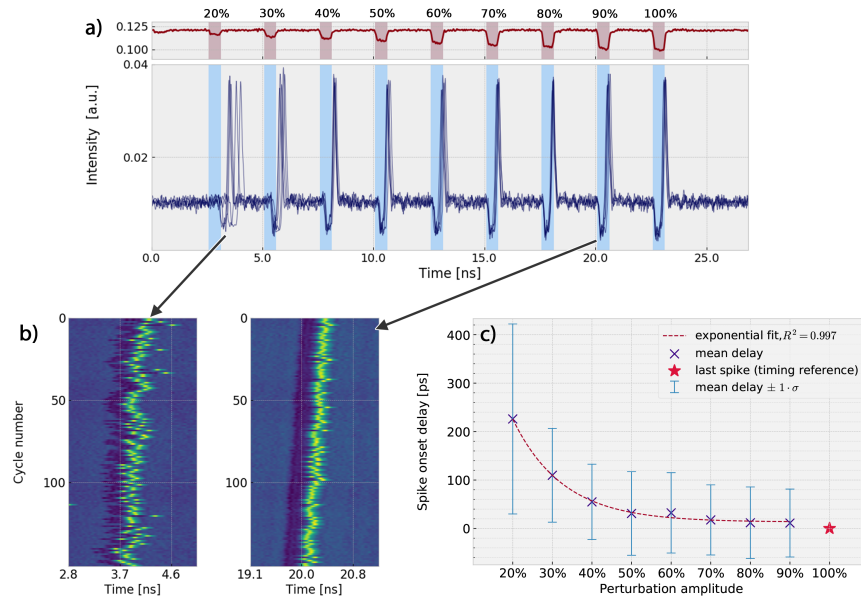 20% 30% 40% 50% 60% 70% 80% 90% 100%
a)
0.125
0.100
0.04
0.02
Intensity [a.u.]
0.0 5.0 10.0 15.0 20.0 25.0
Time [ns]
b)
0
50
100
Cycle number
2.8 3.7 4.6
Time [ns]
0
50
100
19.1 20.0 20.8
Time [ns]
c)
exponential fit, R² = 0.997
mean delay
last spike (timing reference)
mean delay ± 1 · σ
400
300
200
100
0
Spike onset delay [ps]
20% 30% 40% 50% 60% 70% 80% 90% 100%
Perturbation amplitude